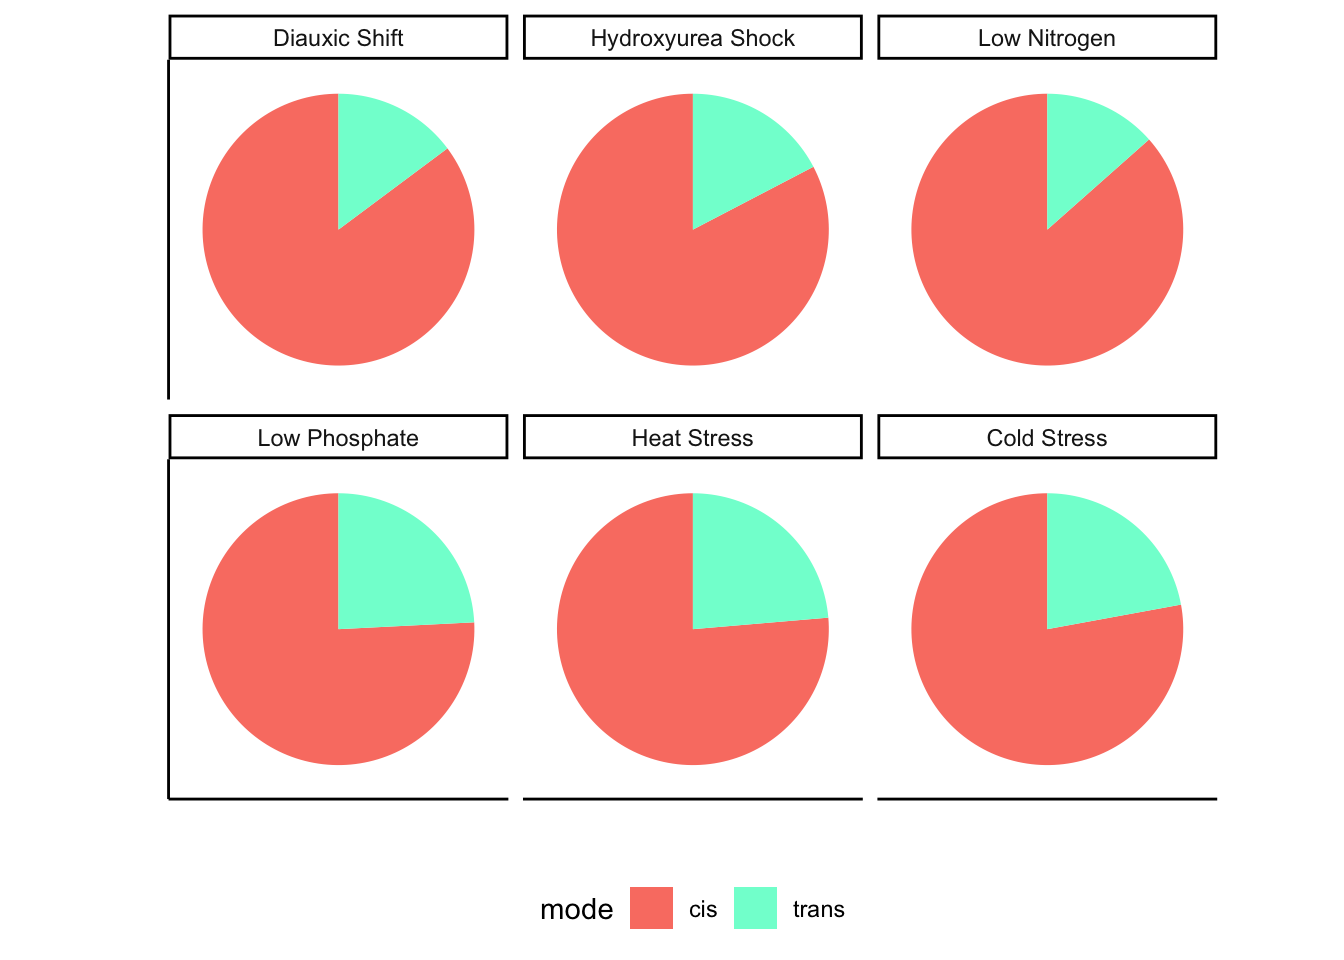 Diauxic Shift
Hydroxyurea Shock
Low Nitrogen
Low Phosphate
Heat Stress
Cold Stress
mode cis trans